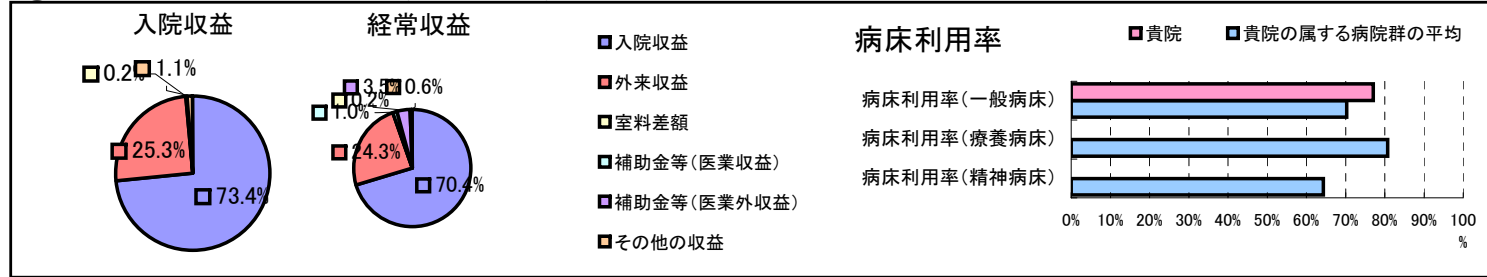 入院収益
0.2%
1.1%
25.3%
73.4%
経常収益
3.5%
0.6%
0.2%
1.0%
24.3%
70.4%
入院収益
外来収益
室料差額
補助金等(医業収益)
補助金等(医業外収益)
その他の収益
病床利用率
貴院
貴院の属する病院群の平均
病床利用率(一般病床)
病床利用率(療養病床)
病床利用率(精神病床)
0% 10% 20% 30% 40% 50% 60% 70% 80% 90% 100
%